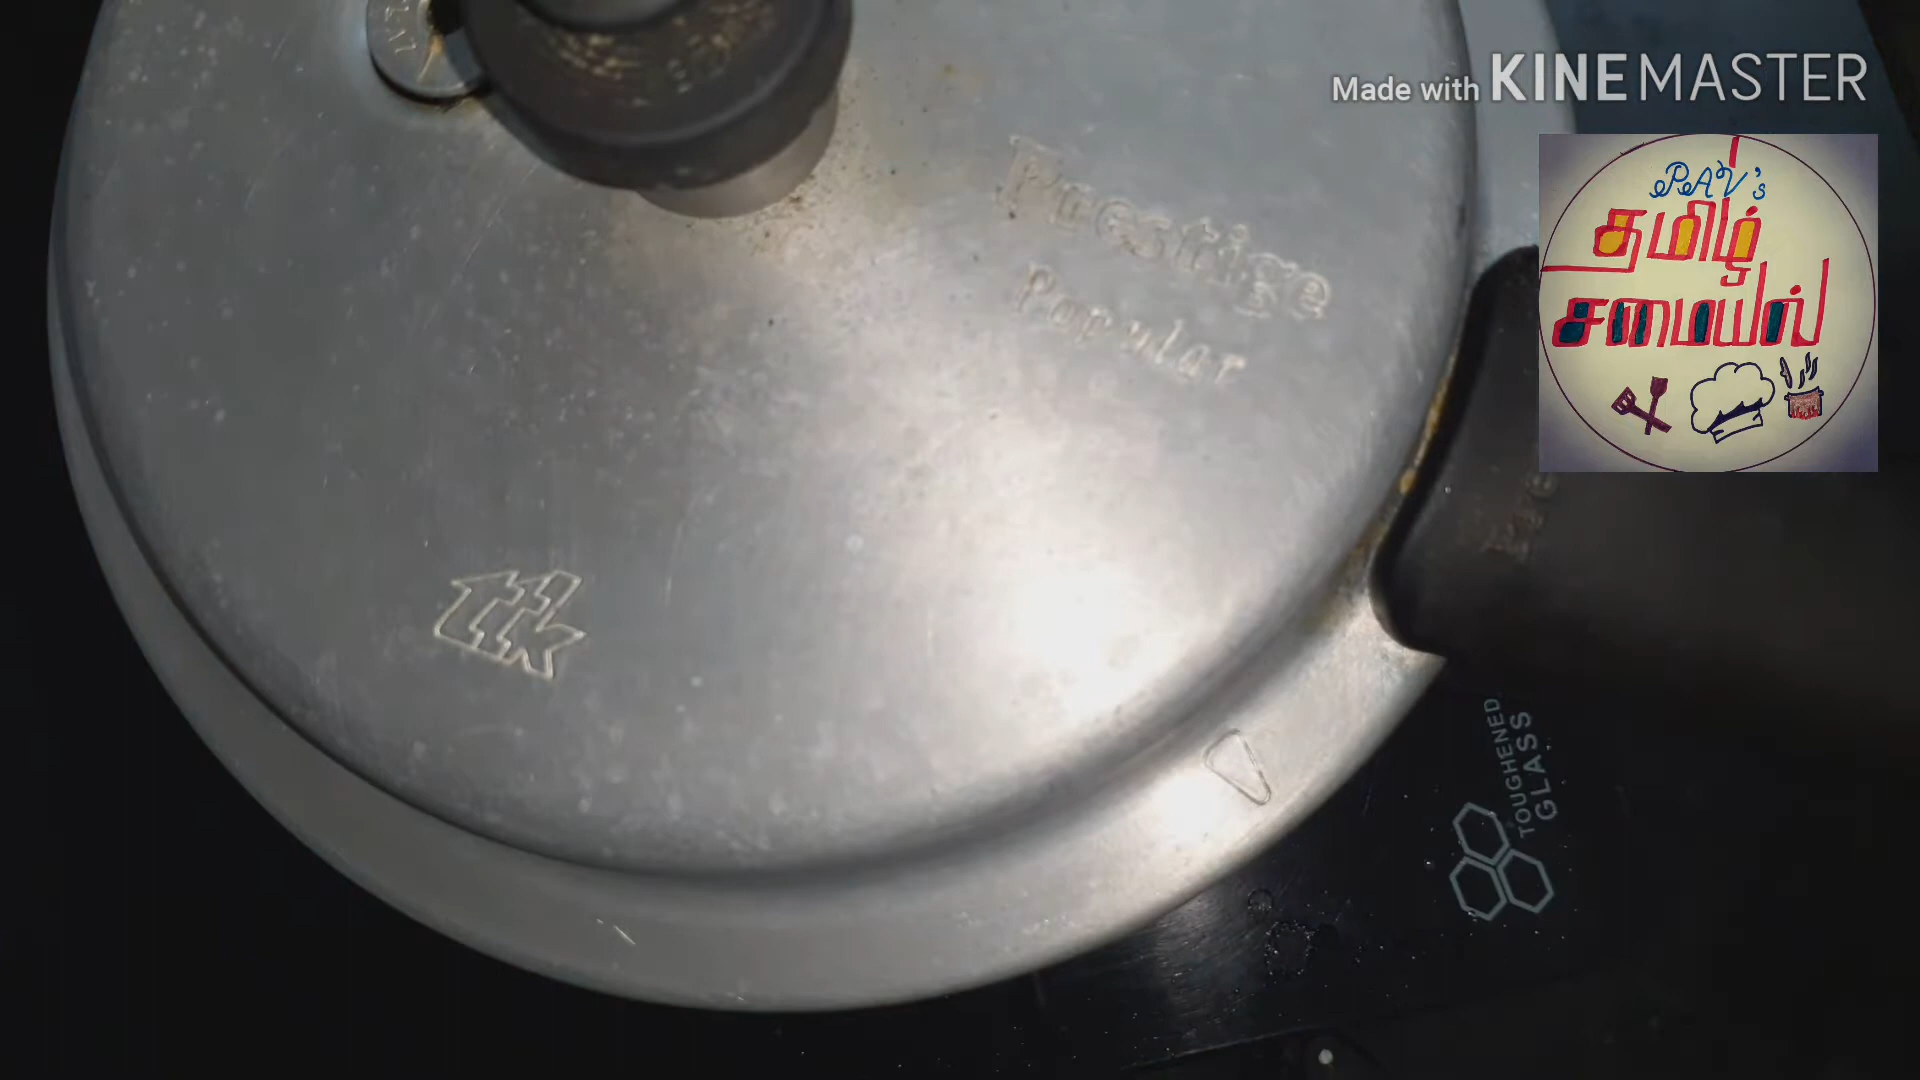 Made with KINEMASTER
PAV's
தமிழ்
சமையல்
Prestige
Popular
ttk
TOUGHENED
GLASS